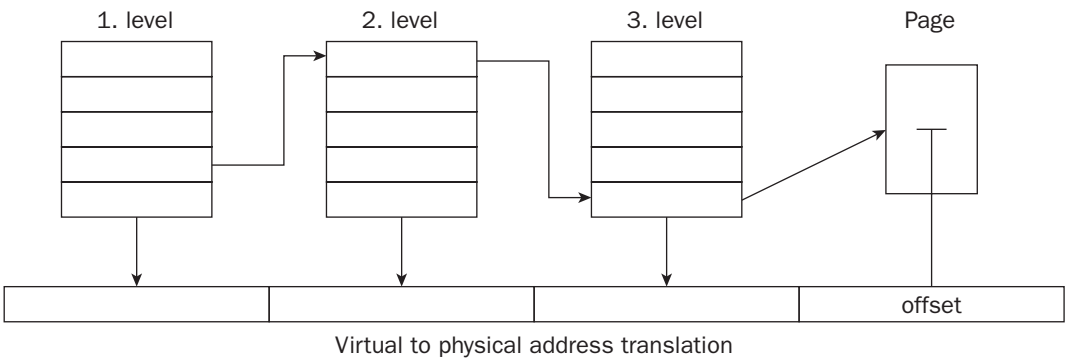 1. level
2. level
3. level
Page
offset
Virtual to physical address translation